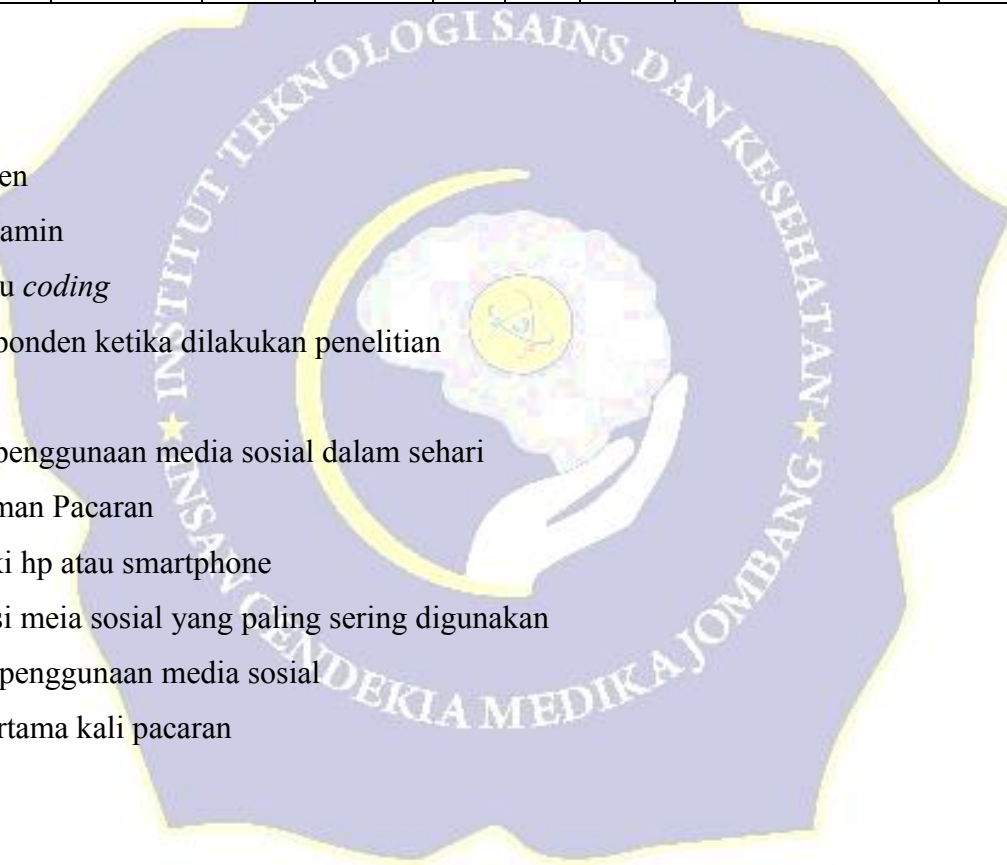 INSTITUT TEKNOLOGI SAINS DAN KESEHATAN
en
amin
u coding
ponden ketika dilakukan penelitian
penggunaan media sosial dalam sehari
man Pacaran
ki hp atau smartphone
si meia sosial yang paling sering digunakan
penggunaan media sosial
rtama kali pacaran
INSAN CENDEKIA MEDIKA JOMBANG